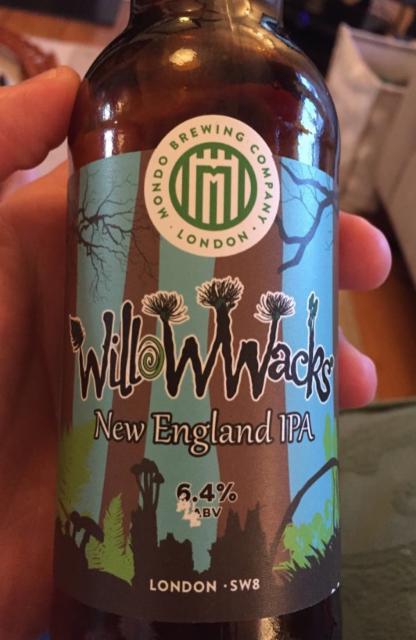 MONDO BREWING COMPANY
· LONDON ·
M
WilloWWacks
New England IPA
6.4%
ABV
LONDON · SW8